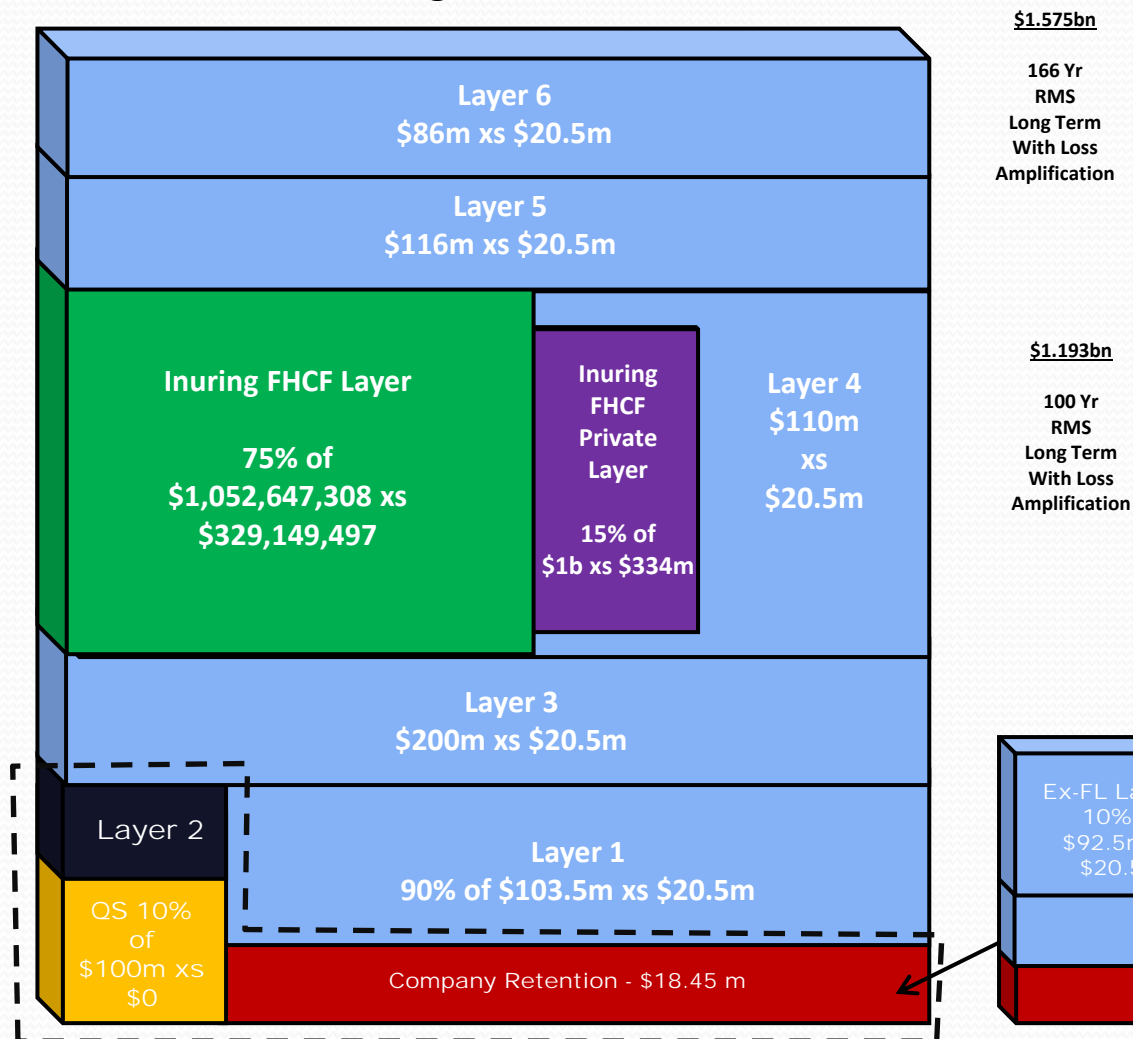 $1.575bn
166 Yr
RMS
Long Term
With Loss
Amplification
Layer 6
$86m xs $20.5m
Layer 5
$116m xs $20.5m
Inuring FHCF Layer
75% of
$1,052,647,308 xs
$329,149,497
Inuring
FHCF
Private
Layer
15% of
$1b xs $334m
Layer 4
$110m
xs
$20.5m
$1.193bn
100 Yr
RMS
Long Term
With Loss
Amplification
Layer 3
$200m xs $20.5m
Layer 2
Layer 1
90% of $103.5m xs $20.5m
QS 10%
of
$100m xs
$0
Company Retention - $18.45 m
Ex-FL
10%